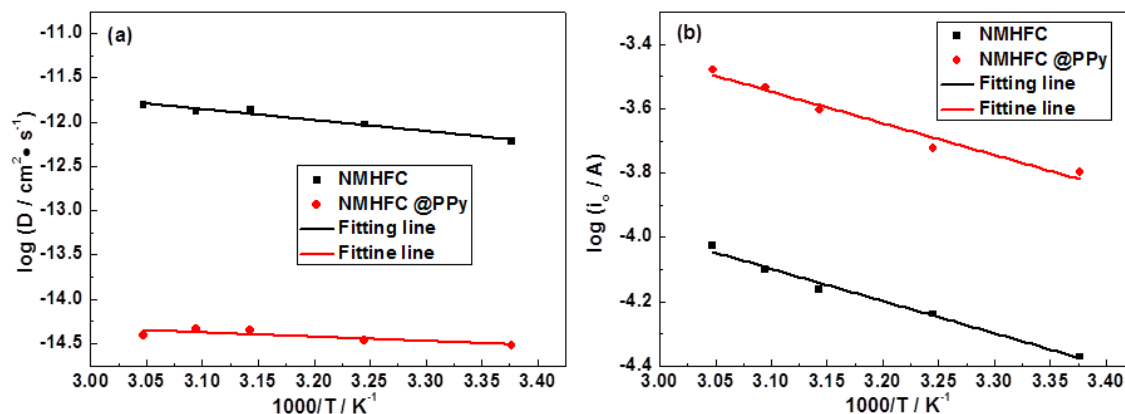 (a)
-11.0
-11.5
-12.0
-12.5
-13.0
-13.5
-14.0
-14.5
log (D / cm²• s⁻¹)
NMHFC
NMHFC @PPy
Fitting line
Fittine line
3.00 3.05 3.10 3.15 3.20 3.25 3.30 3.35 3.40
1000/T / K⁻¹
(b)
-3.4
-3.6
-3.8
-4.0
-4.2
-4.4
log (iₒ / A)
NMHFC
NMHFC @PPy
Fitting line
Fittine line
3.00 3.05 3.10 3.15 3.20 3.25 3.30 3.35 3.40
1000/T / K⁻¹